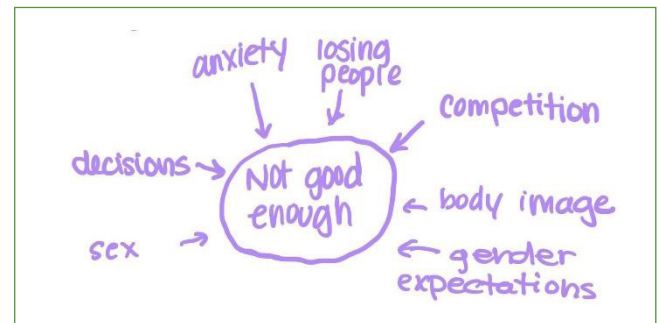 anxiety
losing
people
competition
decisions
Not good
enough
body image
sex
gender
expectations